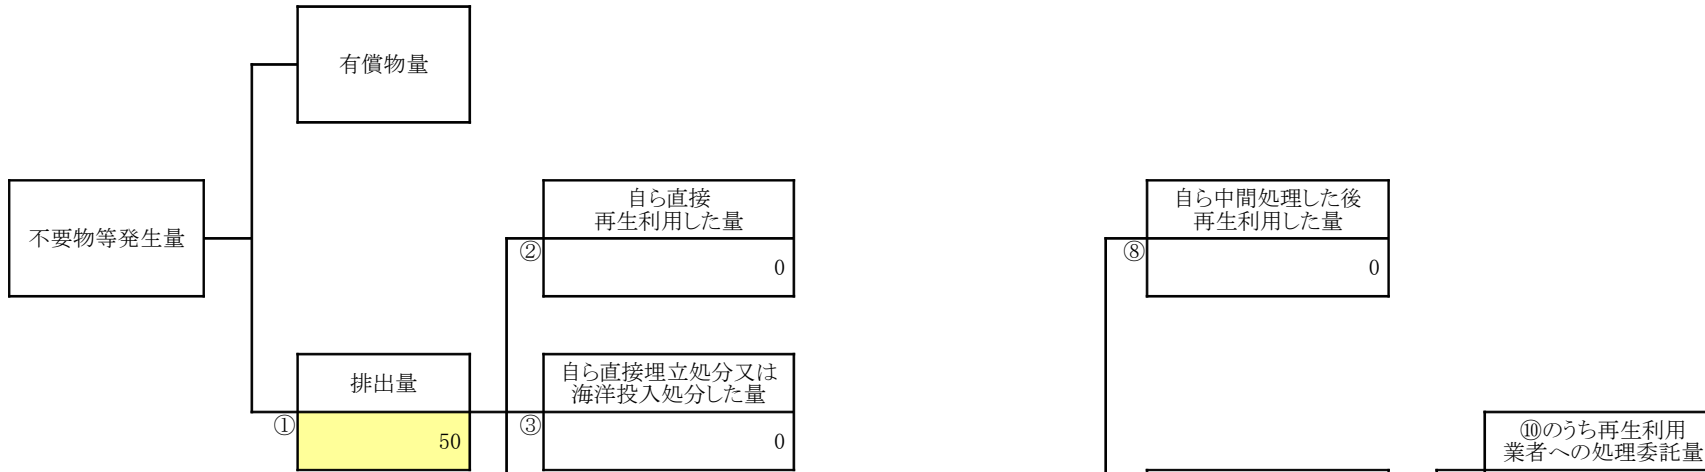 有償物量
不要物等発生量
自ら直接
再生利用した量
②
0
自ら中間処理した後
再生利用した量
⑧
0
排出量
①
50
自ら直接埋立処分又は
海洋投入処分した量
③
0
⑩のうち再生利用
業者への処理委託量